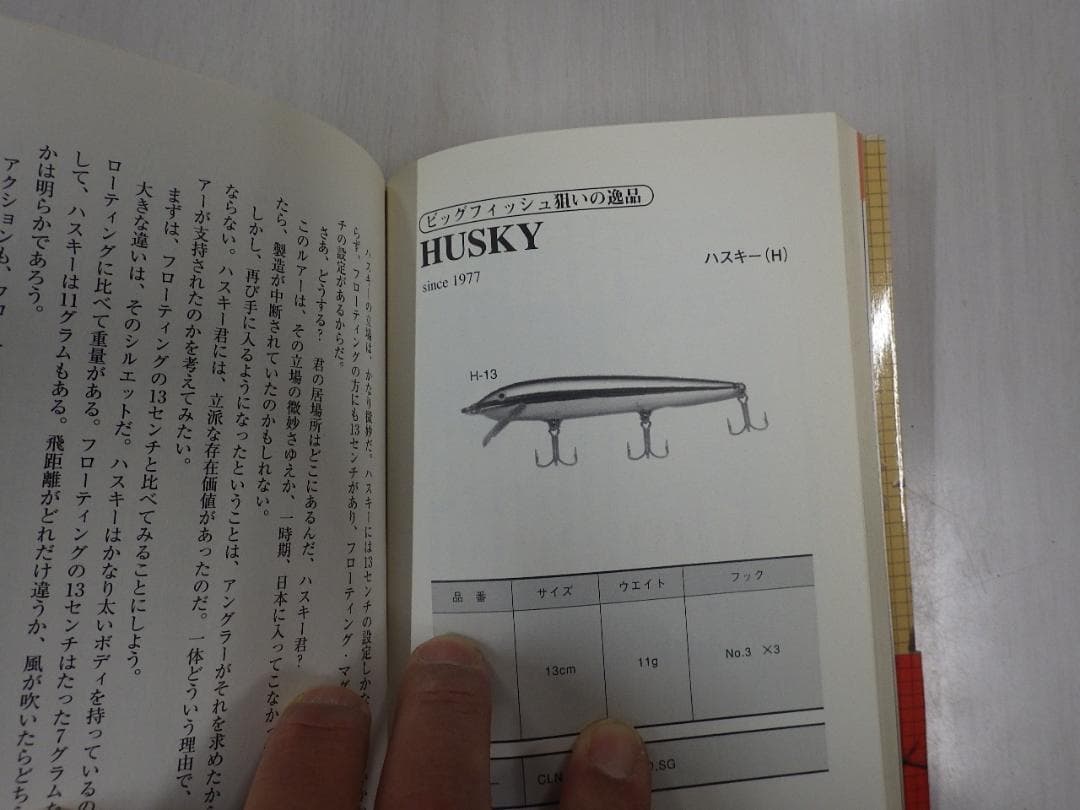 ビッグフィッシュ狙いの逸品
HUSKY
since 1977
ハスキー(H)
H-13
品番 サイズ ウエイト フック
13cm 11g No.3 ×3
CLN ,SG
ハスキーの立場は、かなり微妙だ。ハスキーには13センチの設定しかな
らず、フローティングの方にも13センチがあり、フローティング・マグ
チの設定があるからだ。
さあ、どうする? 君の居場所はどこにあるんだ、ハスキー君?
このルアーは、その立場の微妙さゆえか、一時期、日本に入ってこなかっ
たら、製造が中断されていたのかもしれない。
しかし、再び手に入るようになったということは、アングラーがそれを求めたか
ならない。ハスキー君には、立派な存在価値があったのだ。一体どういう理由で、
アーが支持されたのかを考えてみたい。
まずは、フローティングの13センチと比べてみることにしよう。
大きな違いは、そのシルエットだ。ハスキーはかなり太いボディを持っているの
ローティングに比べて重量がある。フローティングの13センチはたった7グラムな
して、ハスキーは11グラムもある。飛距離がどれだけ違うか、風が吹いたらどちら
かは明らかであろう。
アクションも、フロー